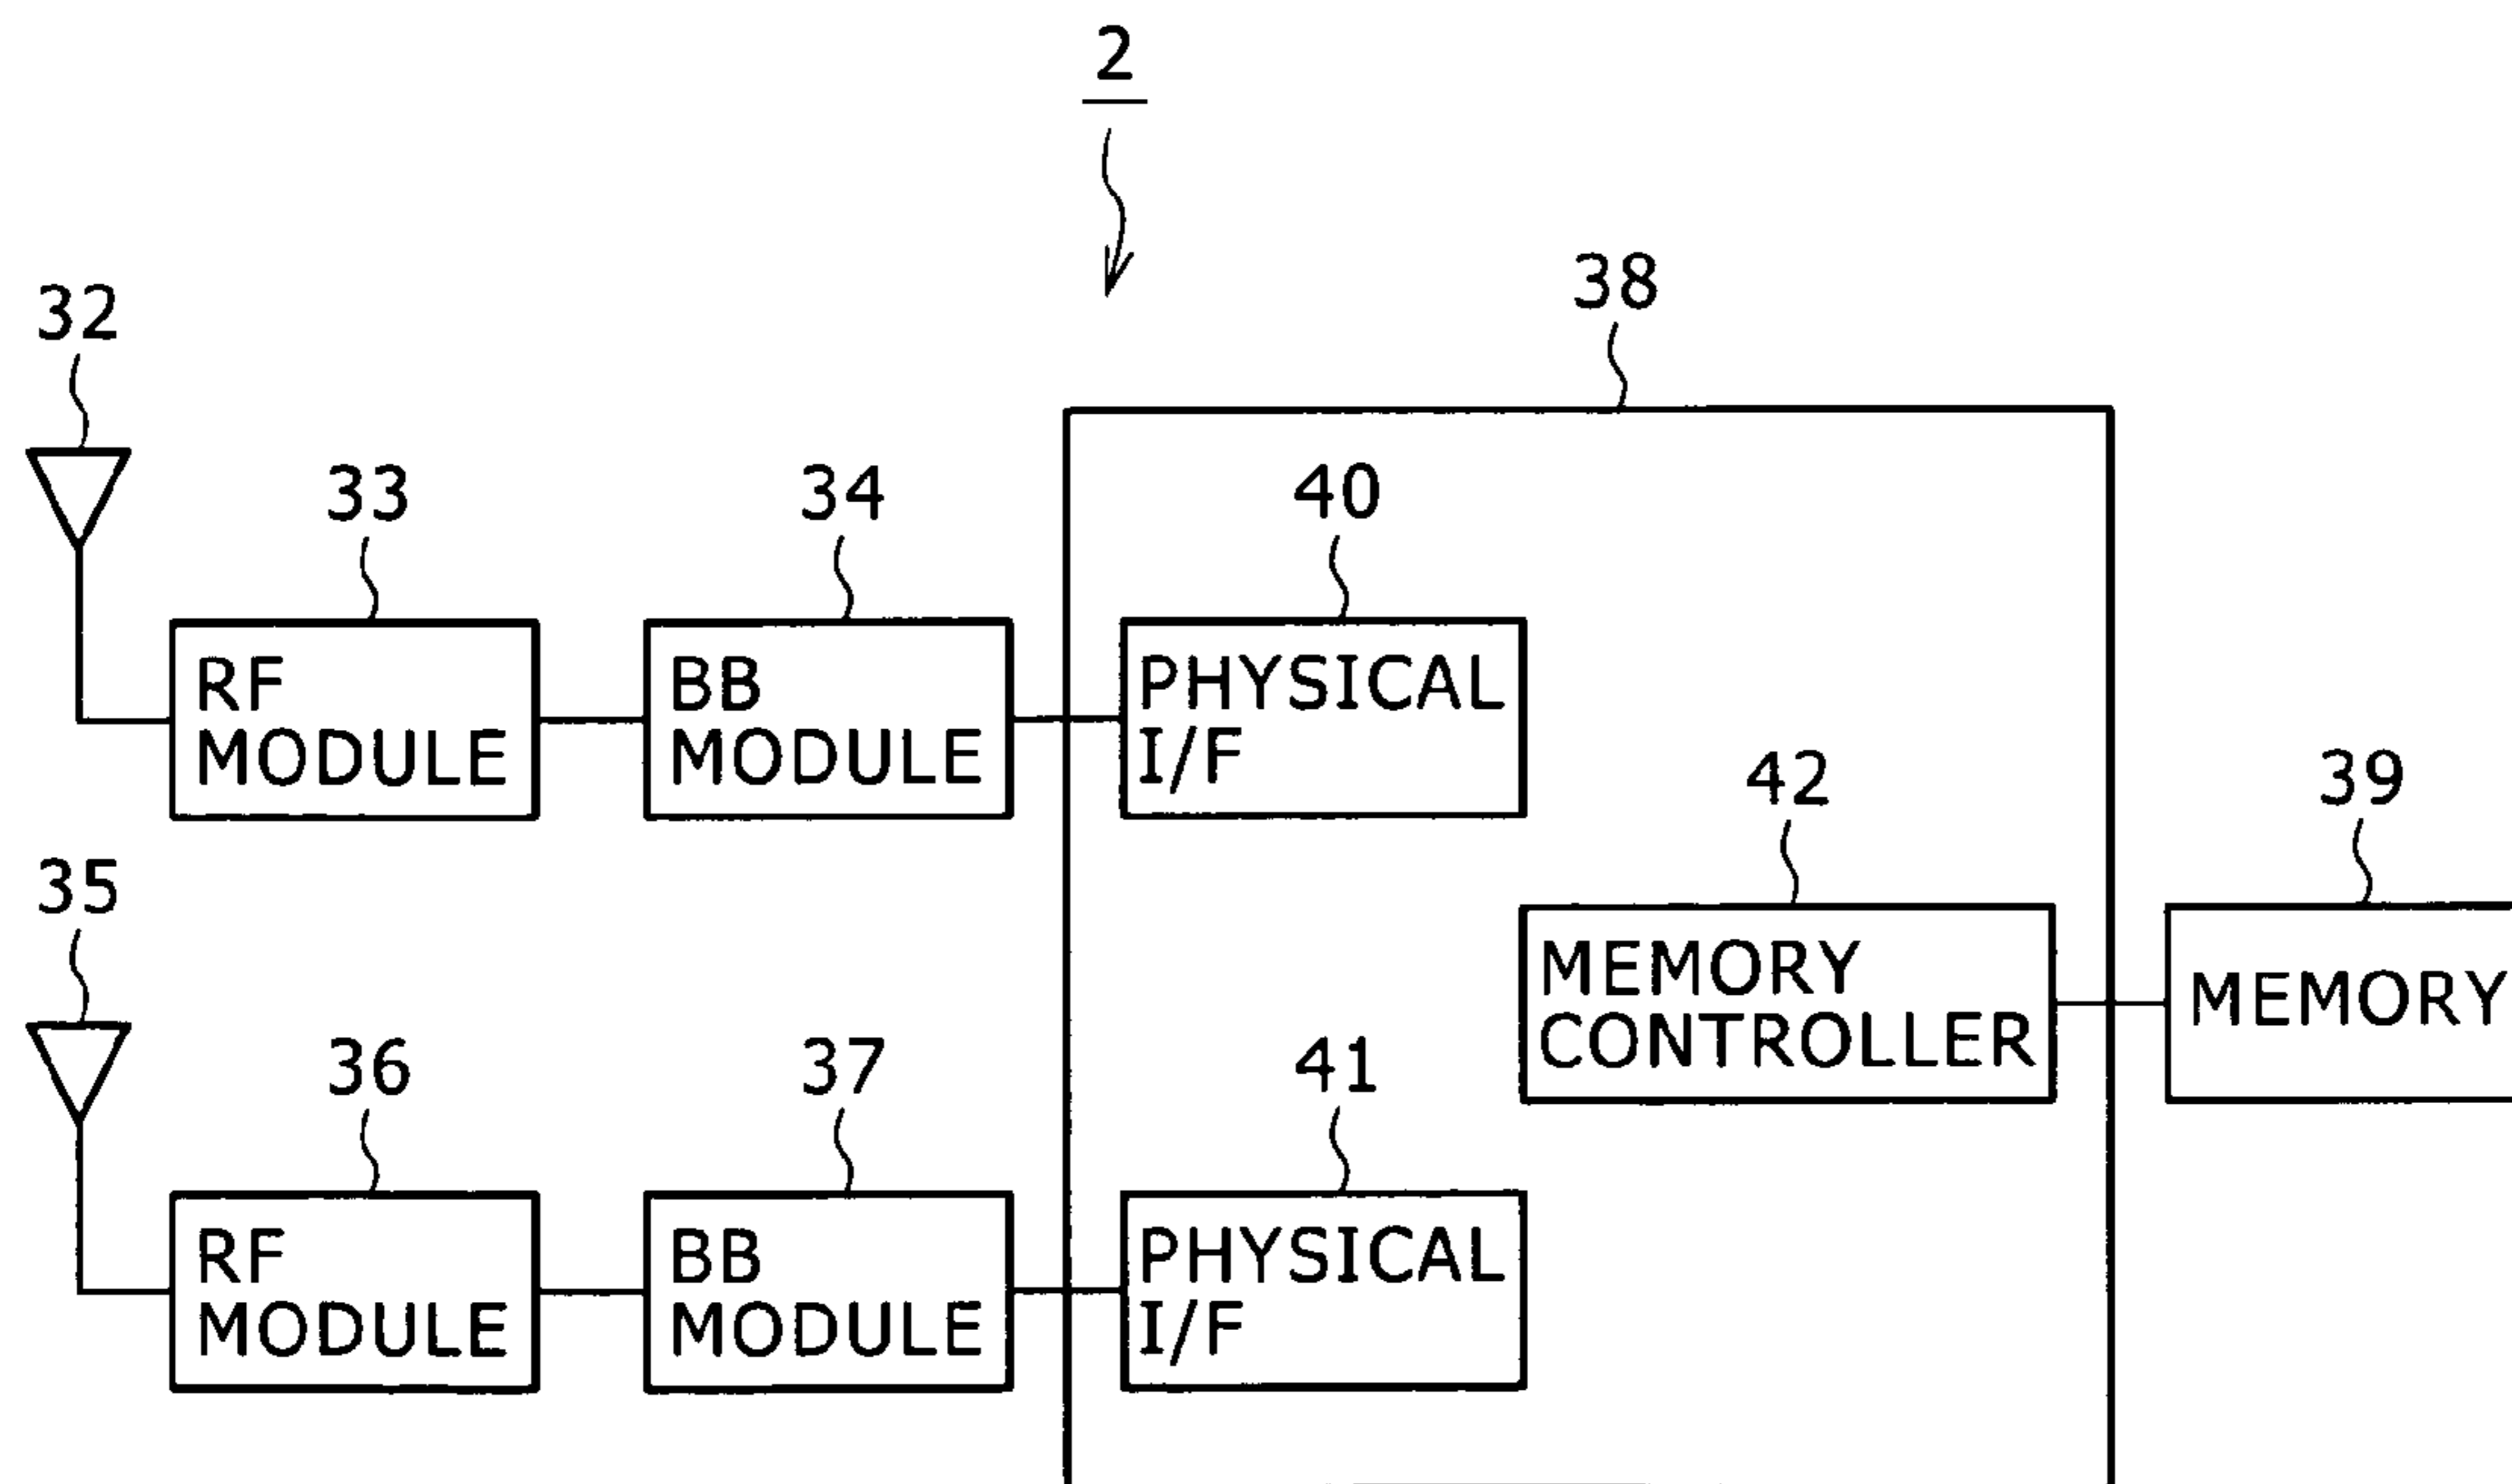 2
38
32
33
34
40
RF
MODULE
BB
MODULE
PHYSICAL
I/F
42
39
35
MEMORY
CONTROLLER
MEMORY
36
37
41
RF
MODULE
BB
MODULE
PHYSICAL
I/F